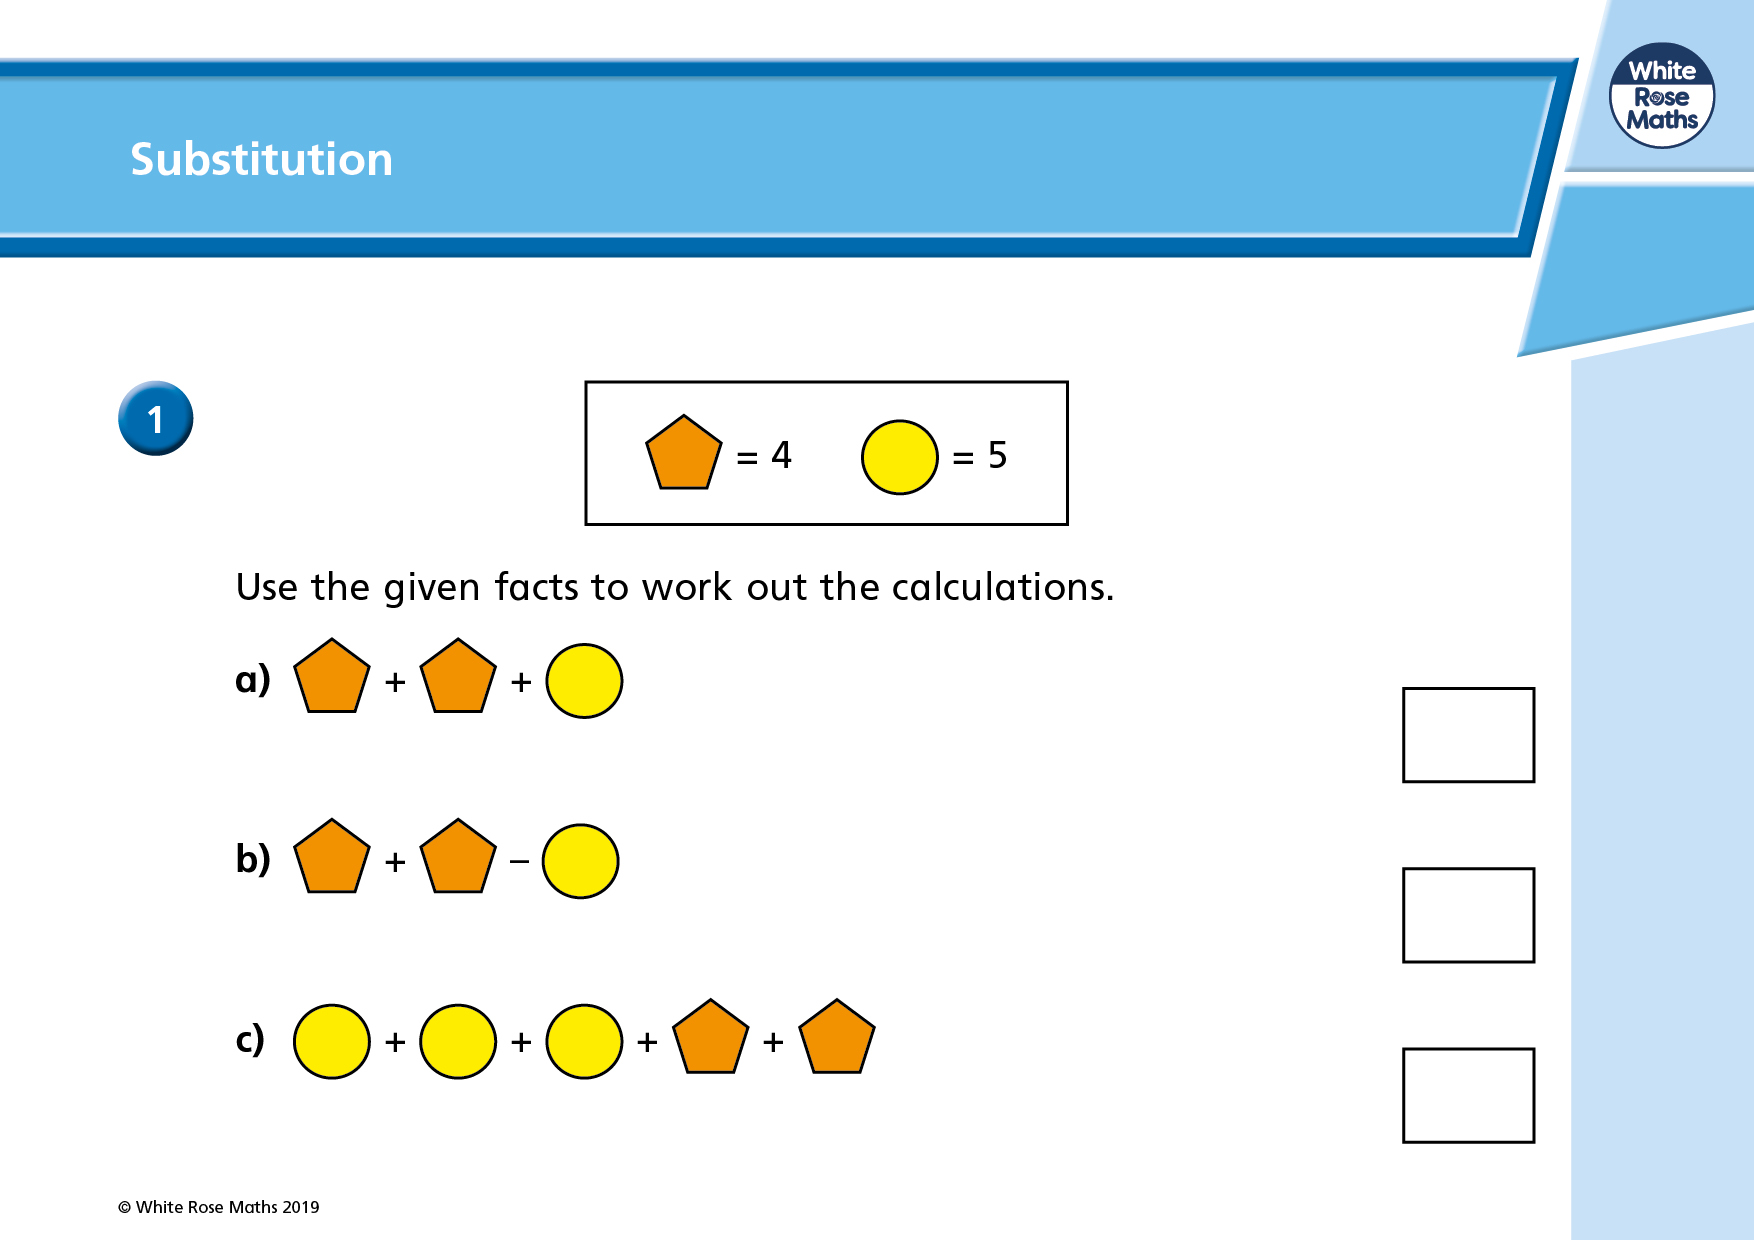 White
Rose
Maths
Substitution
1
= 4 = 5
Use the given facts to work out the calculations.
a) + +
b) + –
c) + + + +
© White Rose Maths 2019